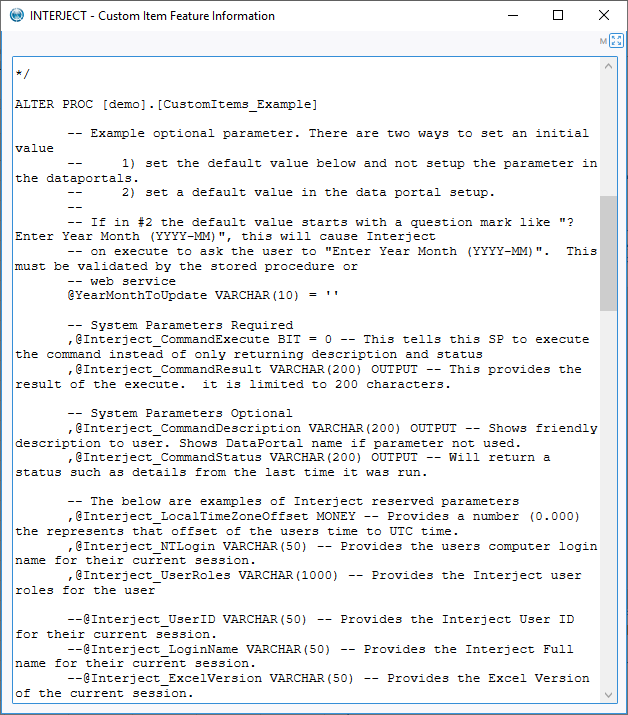 INTERJECT - Custom Item Feature Information
M
*/
ALTER PROC [demo].[CustomItems_Example]
-- Example optional parameter. There are two ways to set an initial
value
--     1) set the default value below and not setup the parameter in
the dataportals.
--     2) set a default value in the data portal setup.
--
-- If in #2 the default value starts with a question mark like "?
Enter Year Month (YYYY-MM)", this will cause Interject
-- on execute to ask the user to "Enter Year Month (YYYY-MM)".  This
must be validated by the stored procedure or
-- web service
@YearMonthToUpdate VARCHAR(10) = ''
-- System Parameters Required
,@Interject_CommandExecute BIT = 0 -- This tells this SP to execute
the command instead of only returning description and status
,@Interject_CommandResult VARCHAR(200) OUTPUT -- This provides the
result of the execute.  it is limited to 200 characters.
-- System Parameters Optional
,@Interject_CommandDescription VARCHAR(200) OUTPUT -- Shows friendly
description to user. Shows DataPortal name if parameter not used.
,@Interject_CommandStatus VARCHAR(200) OUTPUT -- Will return a
status such as details from the last time it was run.
-- The below are examples of Interject reserved parameters
,@Interject_LocalTimeZoneOffset MONEY -- Provides a number (0.000)
the represents that offset of the users time to UTC time.
,@Interject_NTLogin VARCHAR(50) -- Provides the users computer login
name for their current session.
,@Interject_UserRoles VARCHAR(1000) -- Provides the Interject user
roles for the user
--@Interject_UserID VARCHAR(50) -- Provides the Interject User ID
for their current session.
--@Interject_LoginName VARCHAR(50) -- Provides the Interject Full
name for their current session.
--@Interject_ExcelVersion VARCHAR(50) -- Provides the Excel Version
of the current session.